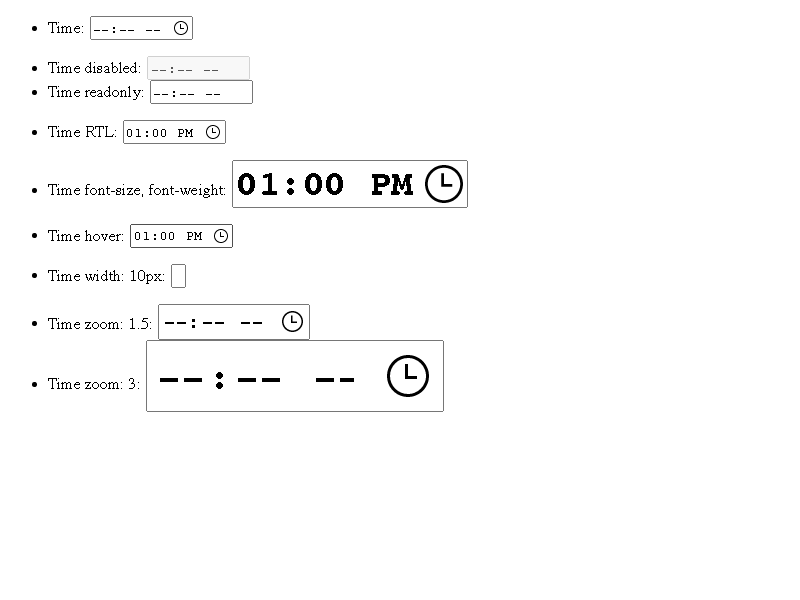 Time: --:-- --
Time disabled: --:-- --
Time readonly: --:-- --
Time RTL: 01:00 PM
Time font-size, font-weight: 01:00 PM
Time hover: 01:00 PM
Time width: 10px:
Time zoom: 1.5: --:-- --
Time zoom: 3: --:-- --